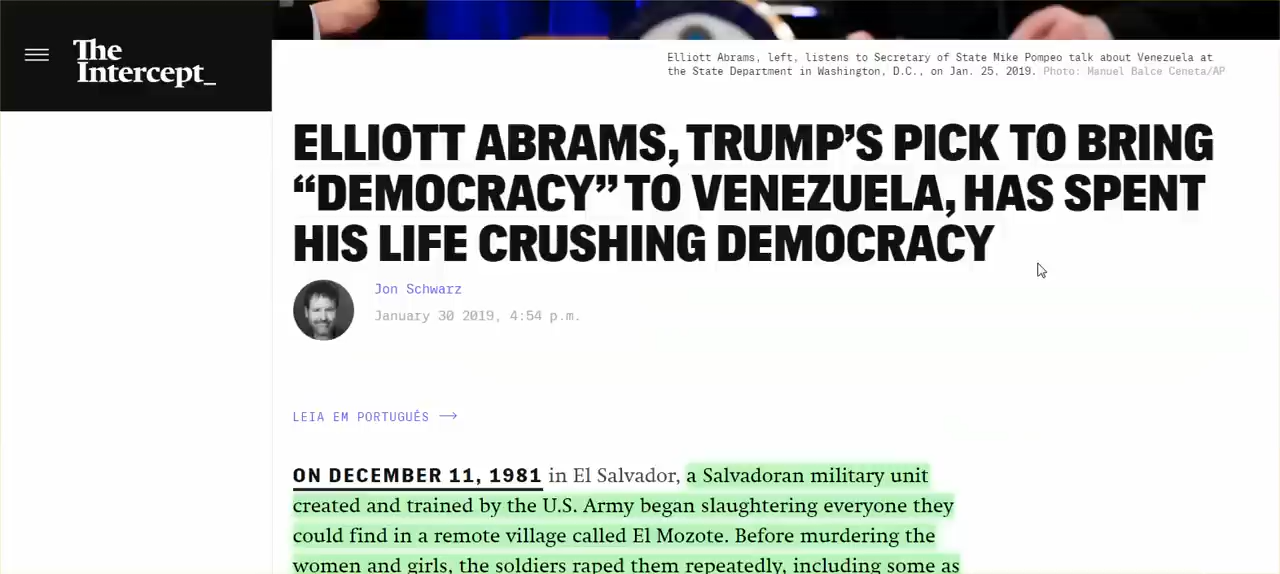 The
Intercept_
Elliott Abrams, left, listens to Secretary of State Mike Pompeo talk about Venezuela at
the State Department in Washington, D.C., on Jan. 25, 2019. Photo: Manuel Balce Ceneta/AP
ELLIOTT ABRAMS, TRUMP’S PICK TO BRING
“DEMOCRACY” TO VENEZUELA, HAS SPENT
HIS LIFE CRUSHING DEMOCRACY
Jon Schwarz
January 30 2019, 4:54 p.m.
LEIA EM PORTUGUÊS →
ON DECEMBER 11, 1981 in El Salvador, a Salvadoran military unit
created and trained by the U.S. Army began slaughtering everyone they
could find in a remote village called El Mozote. Before murdering the
women and girls, the soldiers raped them repeatedly, including some as